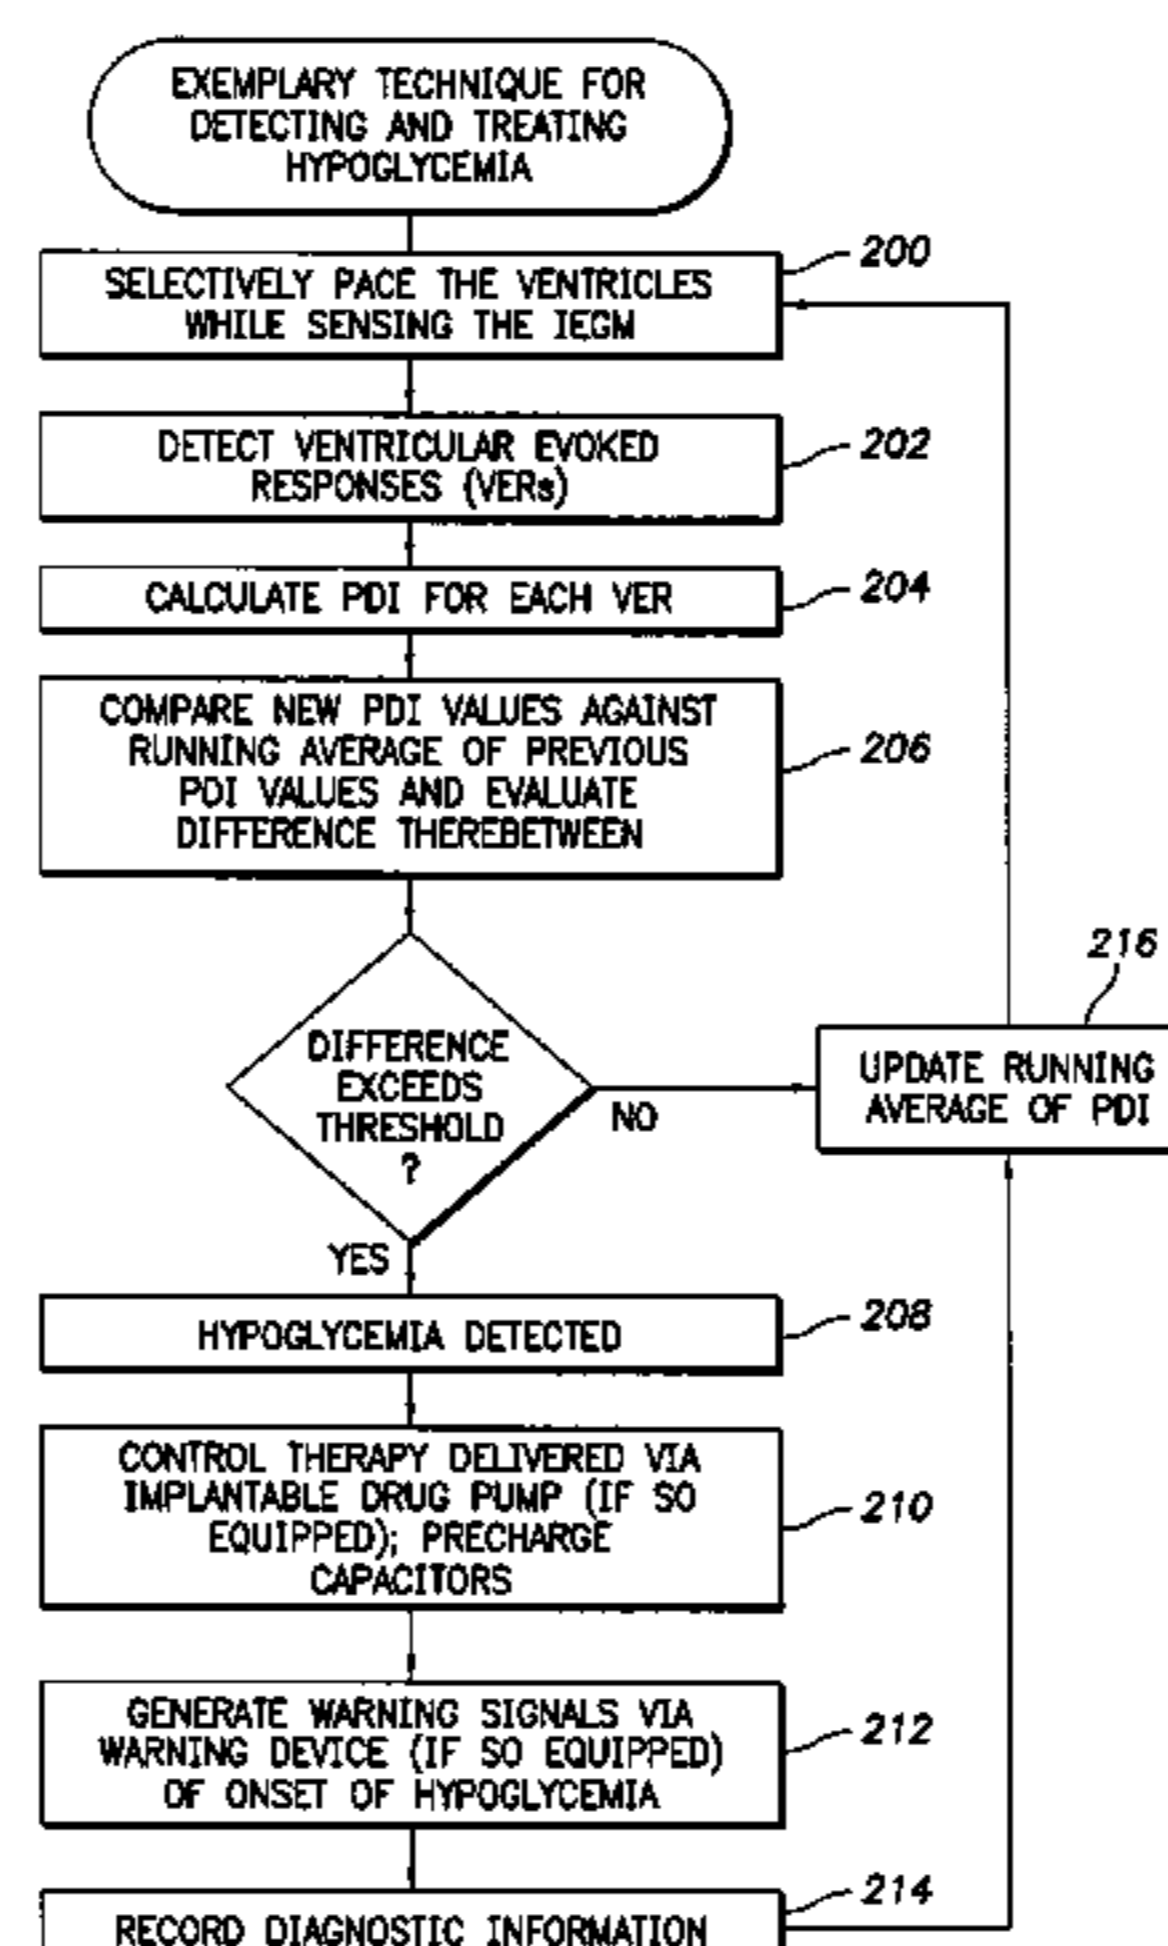 EXEMPLARY TECHNIQUE FOR
DETECTING AND TREATING
HYPOGLYCEMIA
200
SELECTIVELY PACE THE VENTRICLES
WHILE SENSING THE IEGM
202
DETECT VENTRICULAR EVOKED
RESPONSES (VERs)
204
CALCULATE PDI FOR EACH VER
206
COMPARE NEW PDI VALUES AGAINST
RUNNING AVERAGE OF PREVIOUS
PDI VALUES AND EVALUATE
DIFFERENCE THEREBETWEEN
DIFFERENCE
EXCEEDS
THRESHOLD
?
NO
216
UPDATE RUNNING
AVERAGE OF PDI
YES
208
HYPOGLYCEMIA DETECTED
210
CONTROL THERAPY DELIVERED VIA
IMPLANTABLE DRUG PUMP (IF SO
EQUIPPED); PRECHARGE
CAPACITORS
212
GENERATE WARNING SIGNALS VIA
WARNING DEVICE (IF SO EQUIPPED)
OF ONSET OF HYPOGLYCEMIA
214
RECORD DIAGNOSTIC INFORMATION